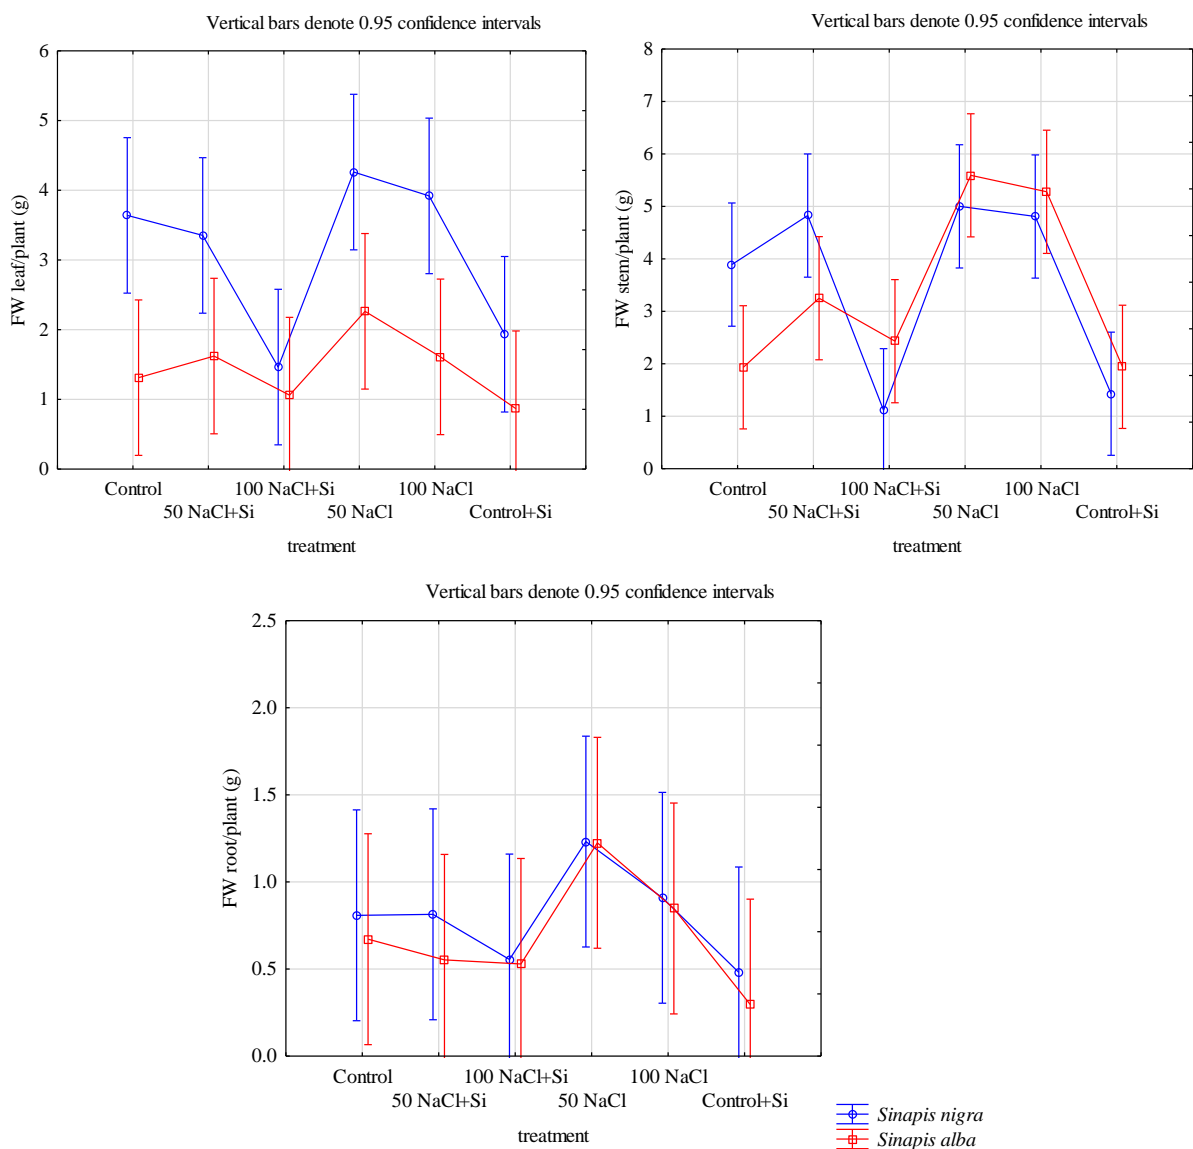 Vertical bars denote 0.95 confidence intervals
6
5
4
3
2
1
0
FW leaf/plant (g)
Control
100 NaCl+Si
100 NaCl
50 NaCl+Si
50 NaCl
Control+Si
treatment
Vertical bars denote 0.95 confidence intervals
8
7
6
5
4
3
2
1
0
FW stem/plant (g)
Control
100 NaCl+Si
100 NaCl
50 NaCl+Si
50 NaCl
Control+Si
treatment
Vertical bars denote 0.95 confidence intervals
2.5
2.0
1.5
1.0
0.5
0.0
FW root/plant (g)
Control
100 NaCl+Si
100 NaCl
50 NaCl+Si
50 NaCl
Control+Si
treatment
Sinapis nigra
Sinapis alba